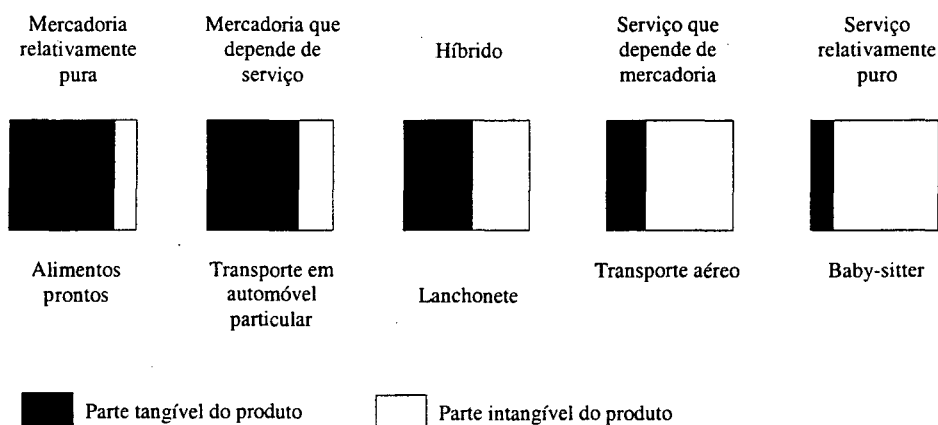 Mercadoria
relativamente
pura
Mercadoria que
depende de
serviço
Híbrido
Serviço que
depende de
mercadoria
Serviço
relativamente
puro
Alimentos
prontos
Transporte em
automóvel
particular
Lanchonete
Transporte aéreo
Baby-sitter
Parte tangível do produto
Parte intangível do produto